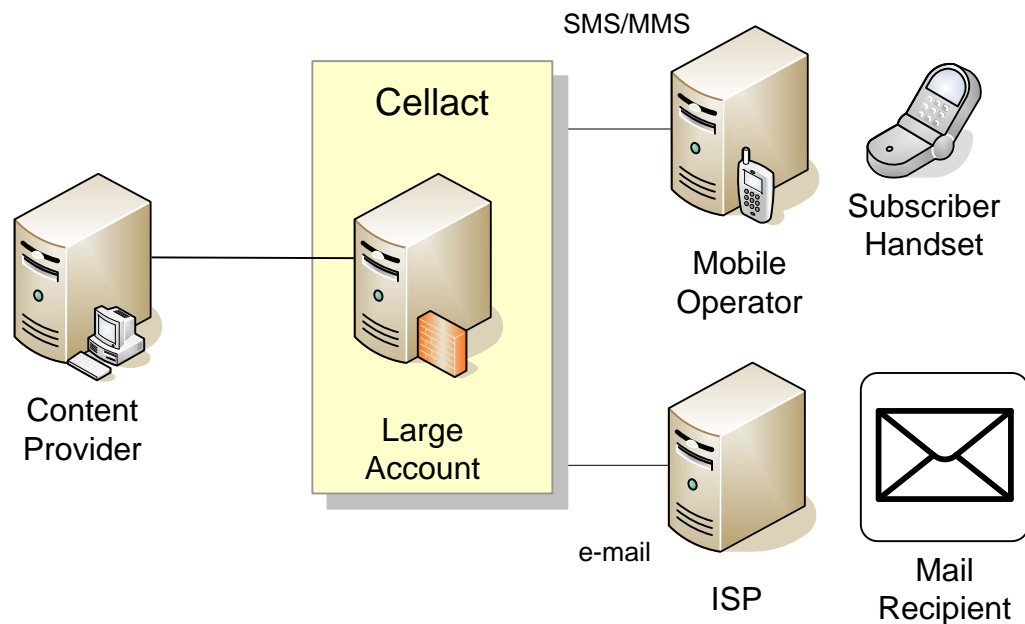 SMS/MMS
Cellact
Subscriber
Handset
Mobile
Operator
Content
Provider
Large
Account
e-mail
ISP
Mail
Recipient